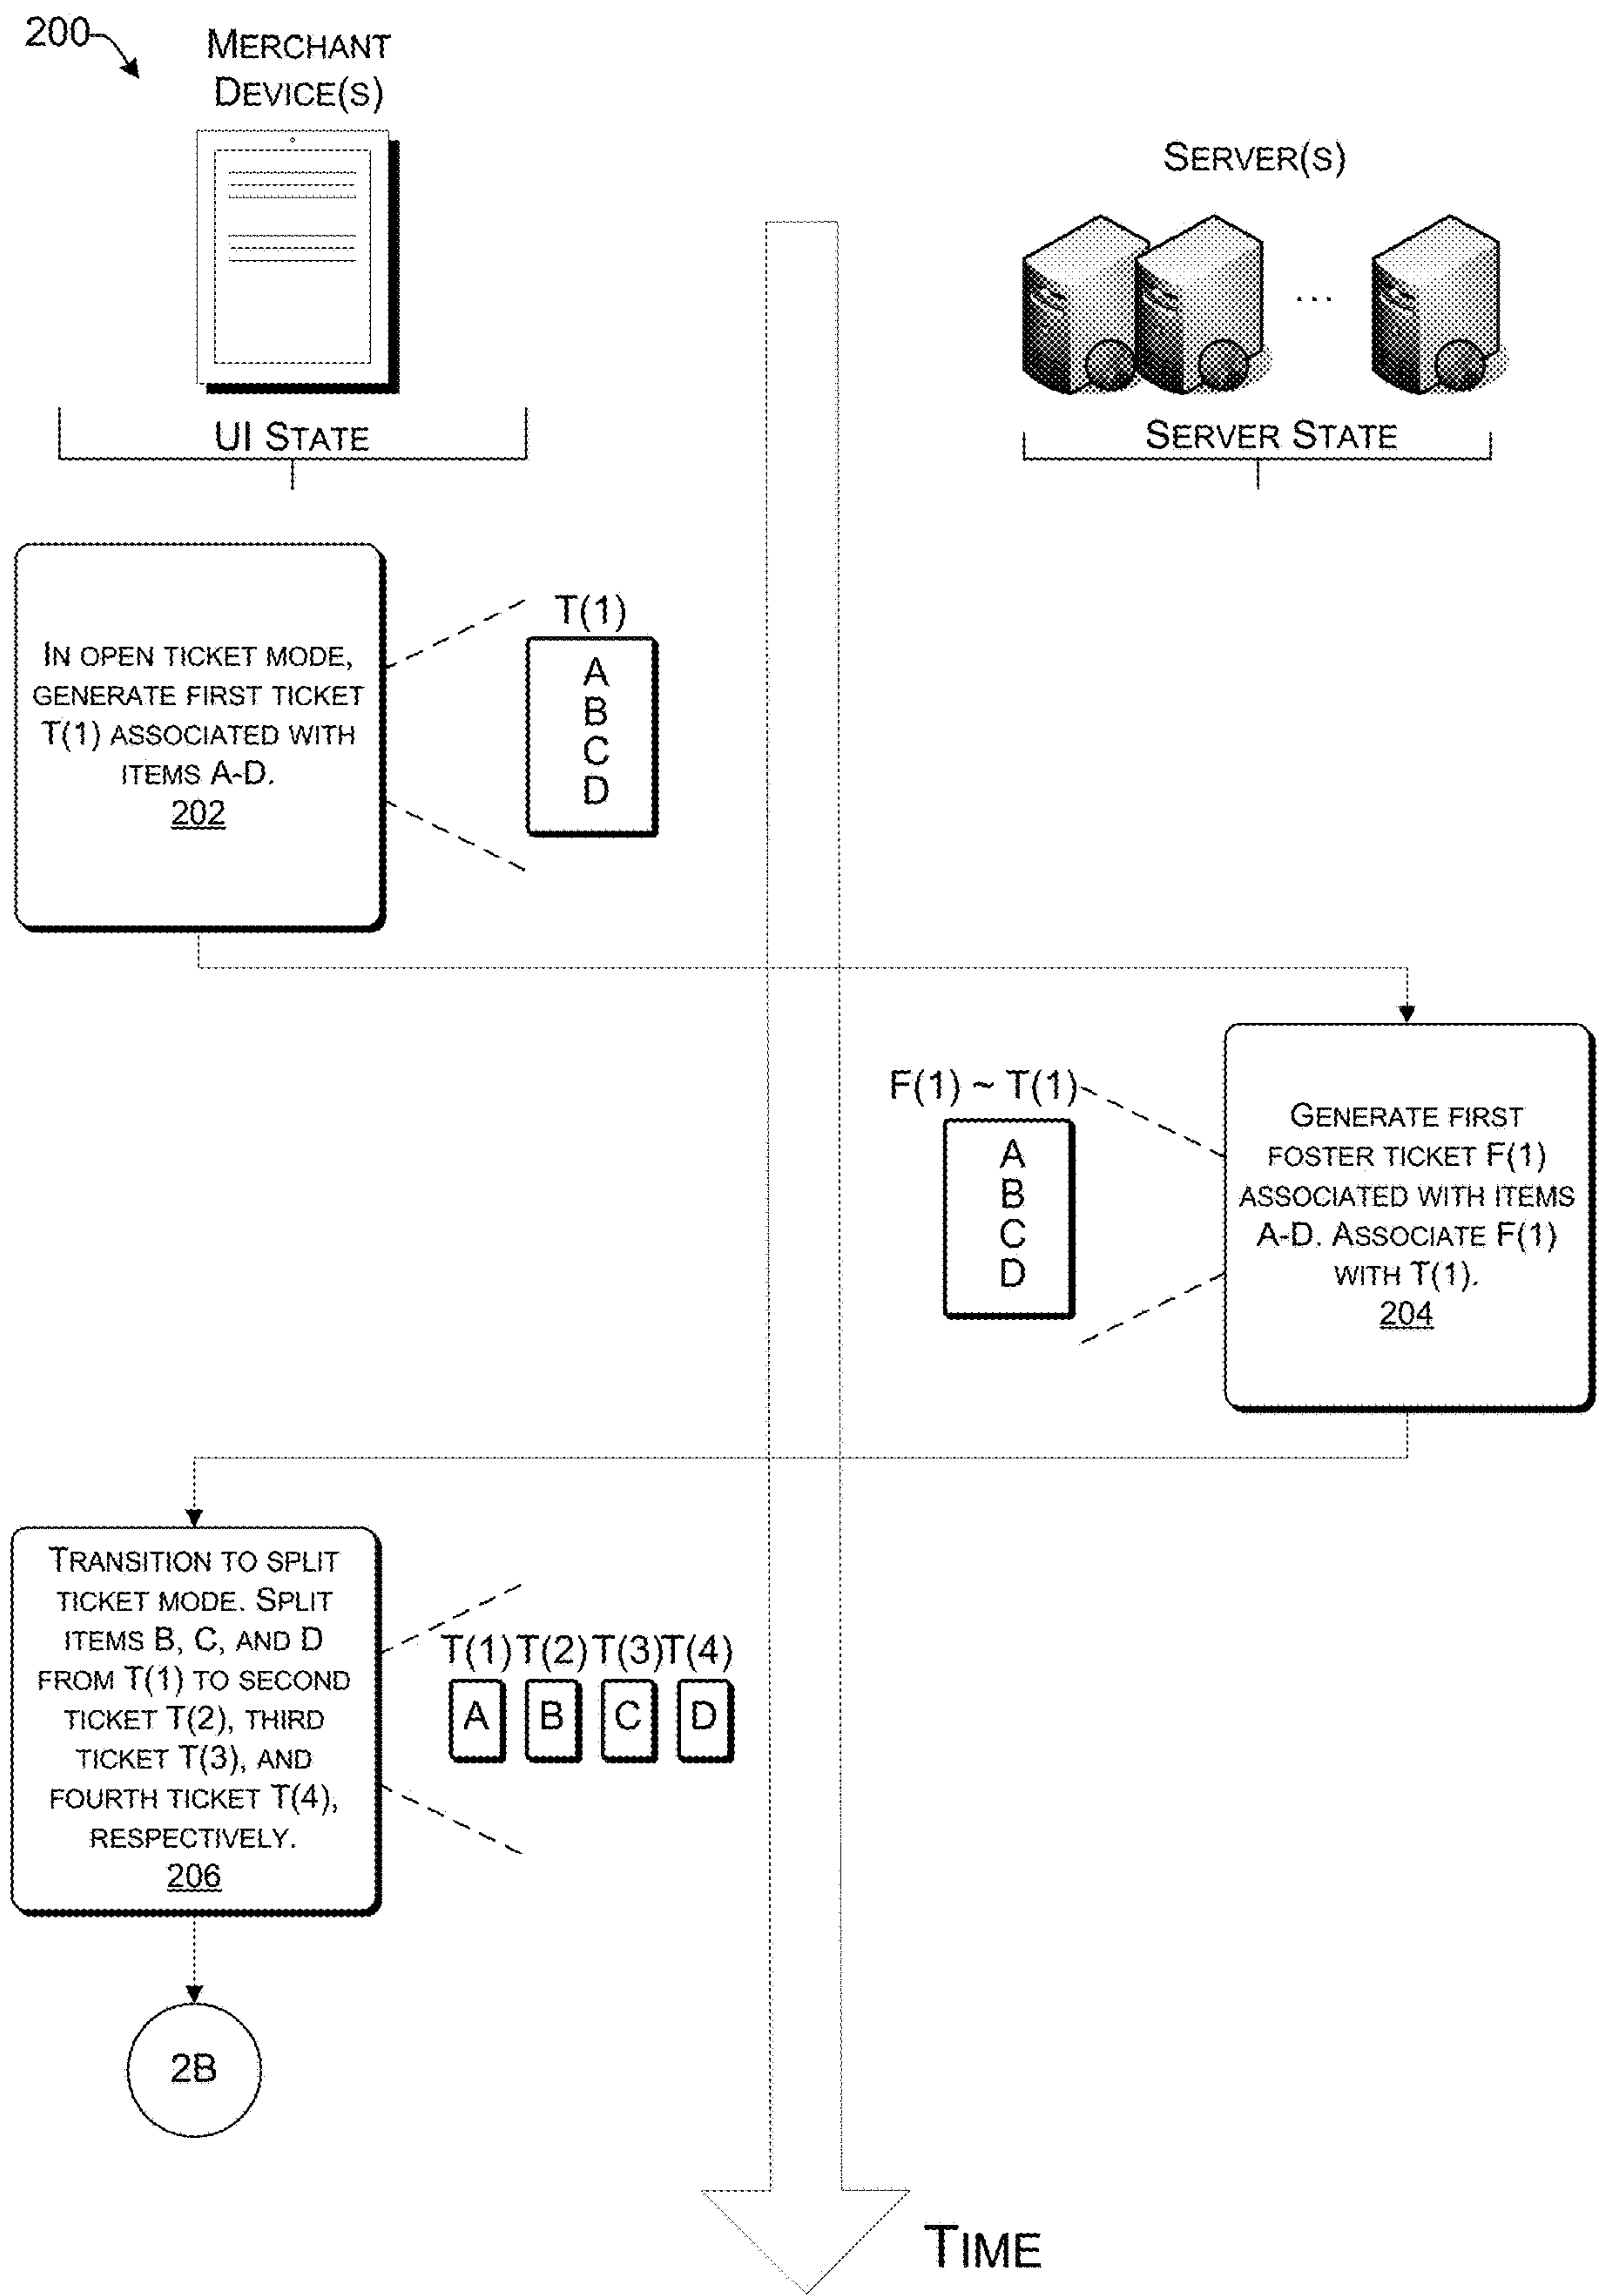 200
MERCHANT
DEVICE(S)
SERVER(S)
...
UI STATE
SERVER STATE
IN OPEN TICKET MODE,
GENERATE FIRST TICKET
T(1) ASSOCIATED WITH
ITEMS A-D.
202
T(1)
A
B
C
D
F(1) ~ T(1)
A
B
C
D
GENERATE FIRST
FOSTER TICKET F(1)
ASSOCIATED WITH ITEMS
A-D. ASSOCIATE F(1)
WITH T(1).
204
TRANSITION TO SPLIT
TICKET MODE. SPLIT
ITEMS B, C, AND D
FROM T(1) TO SECOND
TICKET T(2), THIRD
TICKET T(3), AND
FOURTH TICKET T(4),
RESPECTIVELY.
206
T(1) T(2) T(3) T(4)
A B C D
2B
TIME